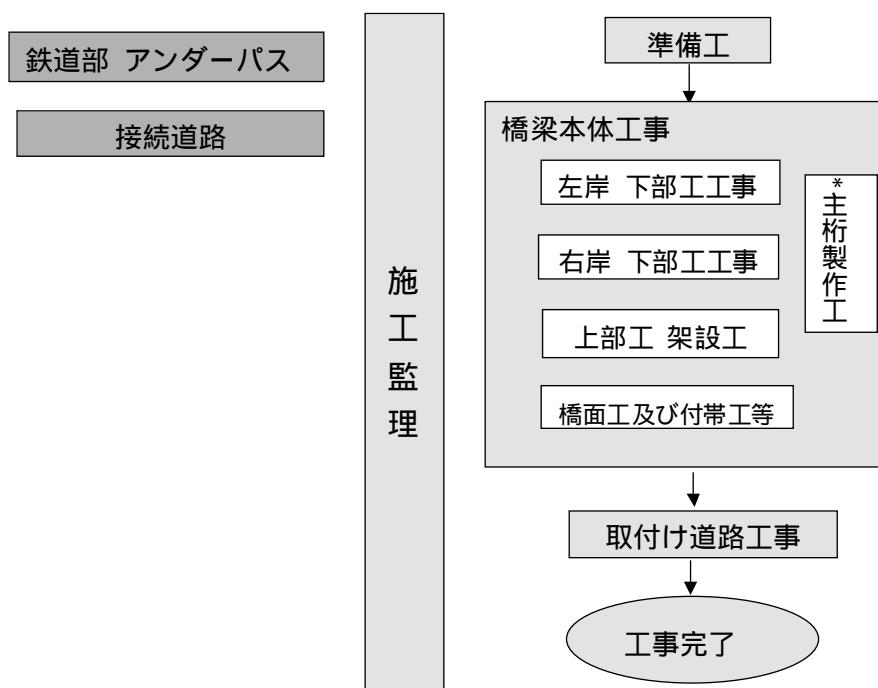 鉄道部 アンダーパス
接続道路
施工監理
準備工
橋梁本体工事
左岸 下部工工事
右岸 下部工工事
上部工 架設工
橋面工及び付帯工等
*主桁製作工
取付け道路工事
工事完了